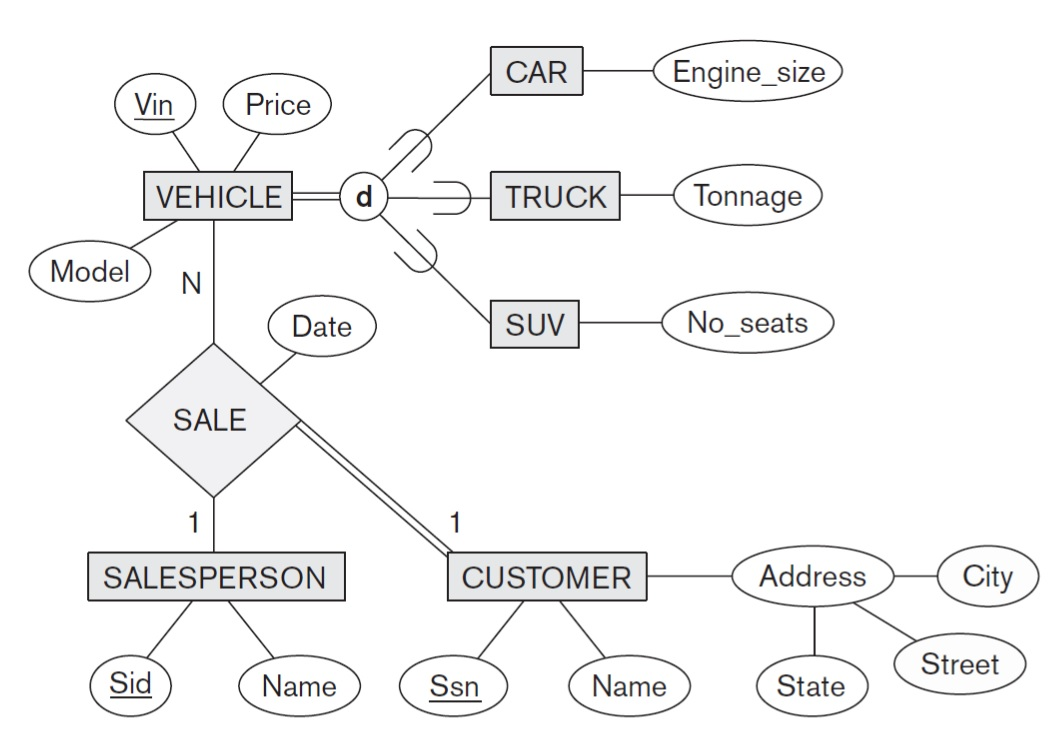 CAR
Engine_size
Vin
Price
VEHICLE
d
TRUCK
Tonnage
Model
N
SUV
No_seats
Date
SALE
1
1
SALESPERSON
CUSTOMER
Address
City
Sid
Name
Ssn
Name
State
Street